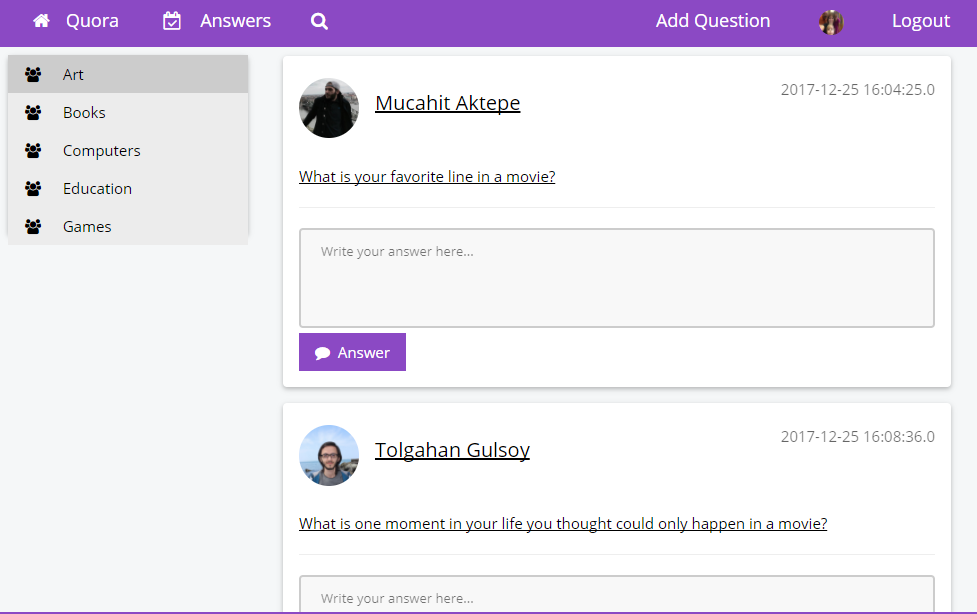 Quora Answers Add Question Logout
Art
Books
Computers
Education
Games
Mucahit Aktepe 2017-12-25 16:04:25.0
What is your favorite line in a movie?
Write your answer here...
Answer
Tolgahan Gulsoy 2017-12-25 16:08:36.0
What is one moment in your life you thought could only happen in a movie?
Write your answer here...